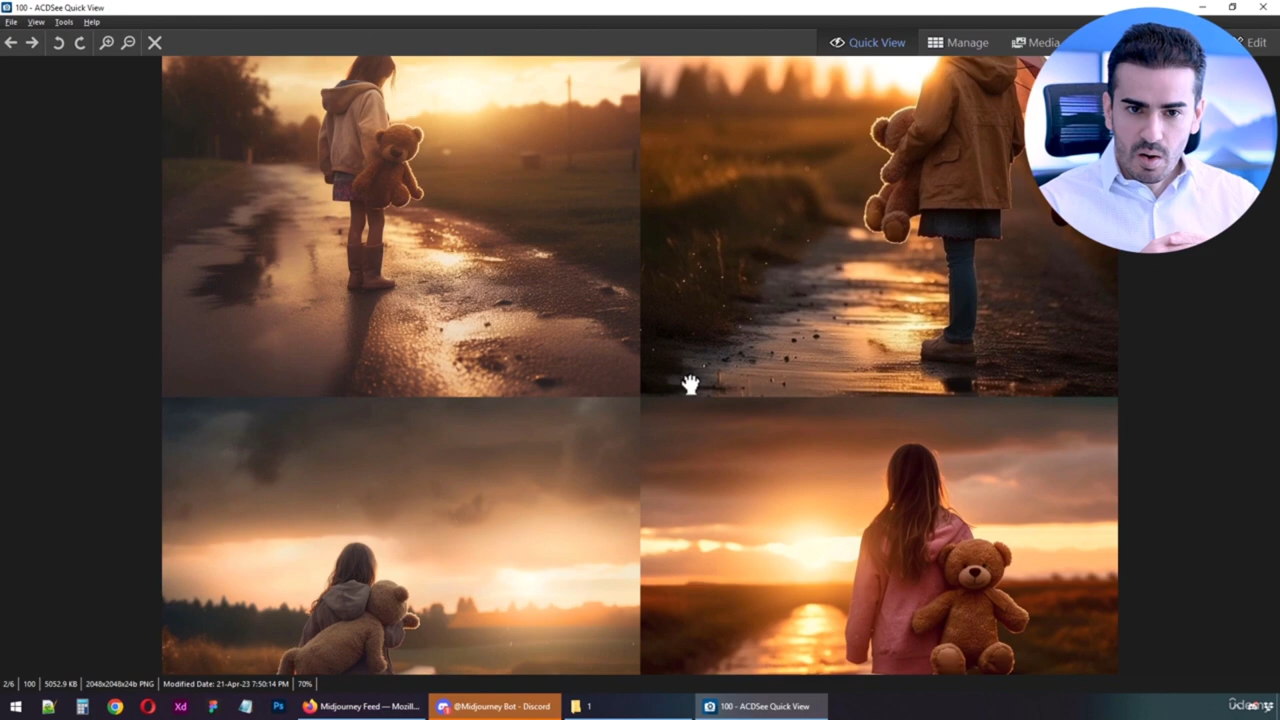 100 - ACDSee Quick View
File View Tools Help
Quick View Manage Media Edit
2/6 100 5052.9 KB 2048x2048x24b PNG Modified Date: 21-Apr-23 7:50:14 PM 70%
Xd Ps Midjourney Feed — Mozill... @Midjourney Bot - Discord 1 100 - ACDSee Quick View